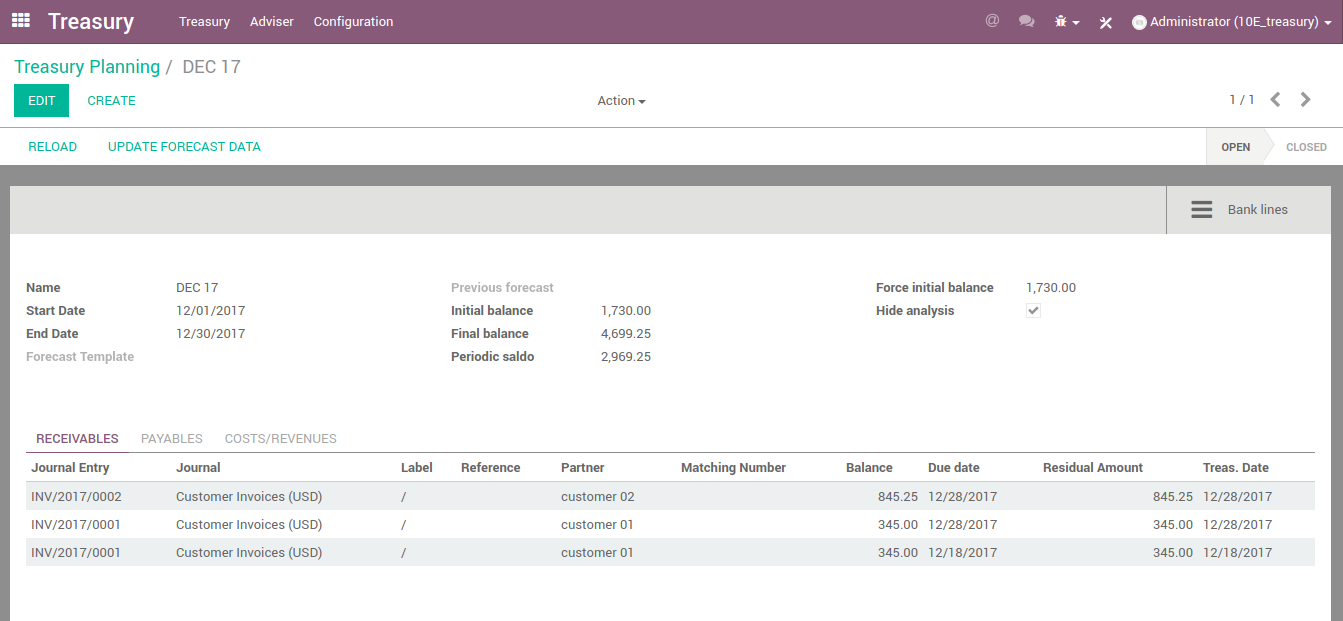 Treasury Treasury Adviser Configuration @ Administrator (10E_treasury)
Treasury Planning / DEC 17
EDIT CREATE Action 1 / 1
RELOAD UPDATE FORECAST DATA OPEN CLOSED
Bank lines
Name DEC 17 Previous forecast Force initial balance 1,730.00
Start Date 12/01/2017 Initial balance 1,730.00 Hide analysis
End Date 12/30/2017 Final balance 4,699.25
Forecast Template Periodic saldo 2,969.25
RECEIVABLES PAYABLES COSTS/REVENUES
Journal Entry Journal Label Reference Partner Matching Number Balance Due date Residual Amount Treas. Date
INV/2017/0002 Customer Invoices (USD) / customer 02 845.25 12/28/2017 845.25 12/28/2017
INV/2017/0001 Customer Invoices (USD) / customer 01 345.00 12/28/2017 345.00 12/28/2017
INV/2017/0001 Customer Invoices (USD) / customer 01 345.00 12/18/2017 345.00 12/18/2017